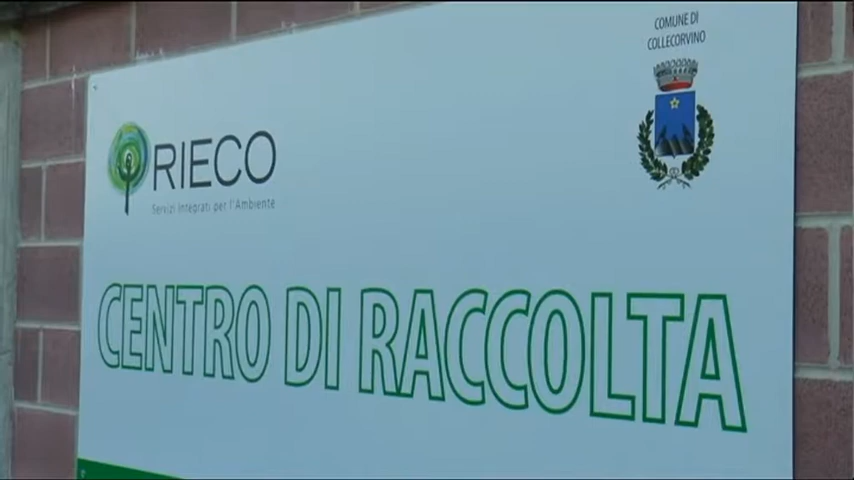 COMUNE DI
COLLECORVINO
RIECO
Servizi Integrati per l'Ambiente
CENTRO DI RACCOLTA